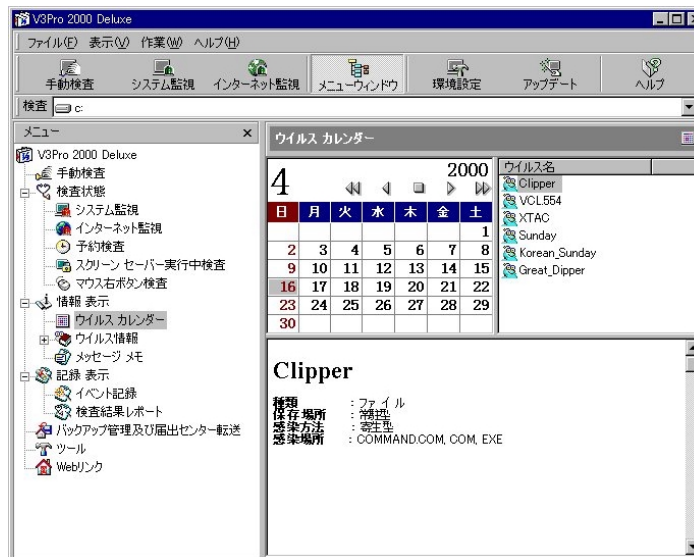 V3Pro 2000 Deluxe
ファイル(F) 表示(V) 作業(W) ヘルプ(H)
手動検査 システム監視 インターネット監視 メニューウィンドウ 環境設定 アップデート ヘルプ
検査 c:
メニュー
V3Pro 2000 Deluxe
手動検査
検査状態
システム監視
インターネット監視
予約検査
スクリーン セーバー実行中検査
マウス右ボタン検査
情報 表示
ウイルス カレンダー
ウイルス情報
メッセージ メモ
記録 表示
イベント記録
検査結果レポート
バックアップ管理及び届出センター転送
ツール
Webリンク
ウイルス カレンダー
4 2000
日 月 火 水 木 金 土
1
2 3 4 5 6 7 8
9 10 11 12 13 14 15
16 17 18 19 20 21 22
23 24 25 26 27 28 29
30
ウイルス名
Clipper
VCL554
XTAC
Sunday
Korean_Sunday
Great_Dipper
Clipper
種類 : ファイル
保存場所 : 常駐型
感染方法 : 寄生型
感染場所 : COMMAND.COM, COM, EXE